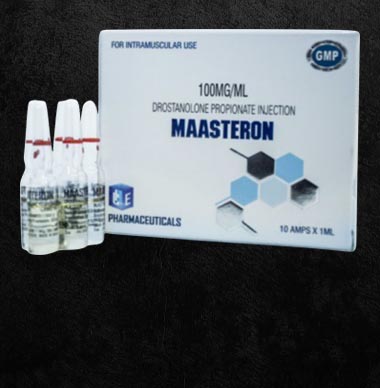 FOR INTRAMUSCULAR USE
GMP
100MG/ML
DROSTANOLONE PROPIONATE INJECTION
MAASTERON
PHARMACEUTICALS
10 AMPS X 1ML